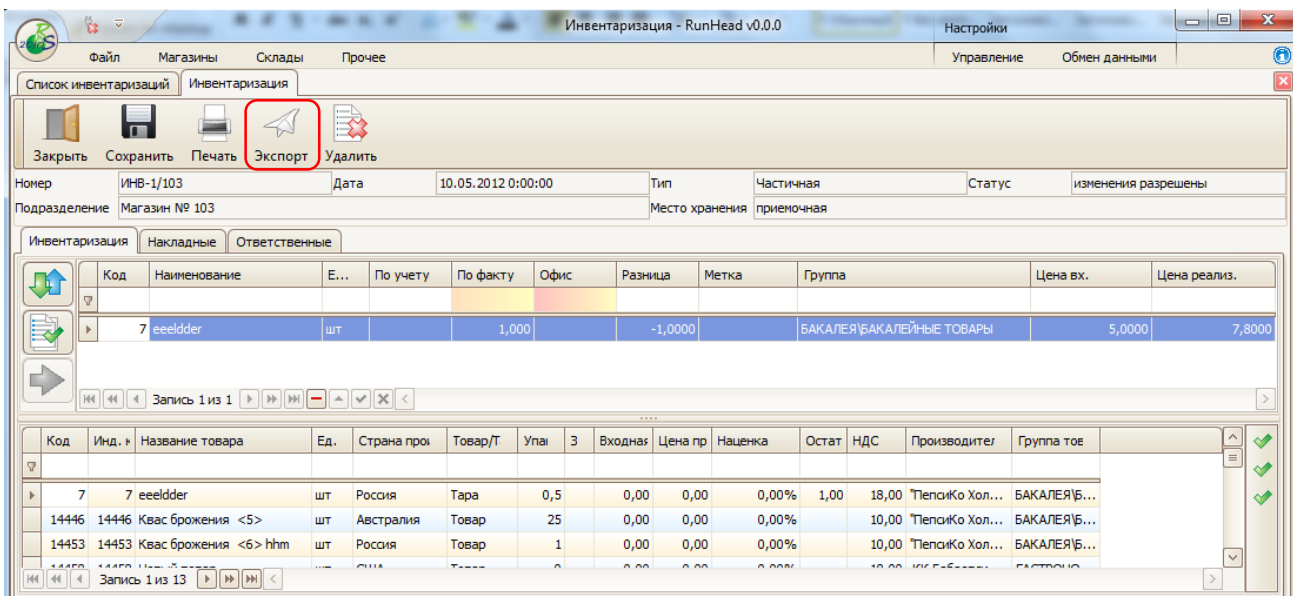 Инвентаризация - RunHead v0.0.0
Настройки
Файл Магазины Склады Прочее Управление Обмен данными
Список инвентаризаций Инвентаризация
Закрыть Сохранить Печать Экспорт Удалить
Номер ИНВ-1/103 Дата 10.05.2012 0:00:00 Тип Частичная Статус изменения разрешены
Подразделение Магазин № 103 Место хранения приемочная
Инвентаризация Накладные Ответственные
Код Наименование Е... По учету По факту Офис Разница Метка Группа Цена вх. Цена реализ.
7 eeeldder шт 1,000 -1,0000 БАКАЛЕЯ\БАКАЛЕЙНЫЕ ТОВАРЫ 5,0000 7,8000
Запись 1 из 1
Код Инд. Название товара Ед. Страна прои Товар/Т Упа З Входная Цена пр Наценка Остат НДС Производител Группа тов
7 7 eeeldder шт Россия Тара 0,5 0,00 0,00 0,00% 1,00 18,00 "ПепсиКо Хол... БАКАЛЕЯ\Б...
14446 14446 Квас брожения <5> шт Австралия Товар 25 0,00 0,00 0,00% 10,00 "ПепсиКо Хол... БАКАЛЕЯ\Б...
14453 14453 Квас брожения <6> hhm шт Россия Товар 1 0,00 0,00 0,00% 10,00 "ПепсиКо Хол... БАКАЛЕЯ\Б...
Запись 1 из 13